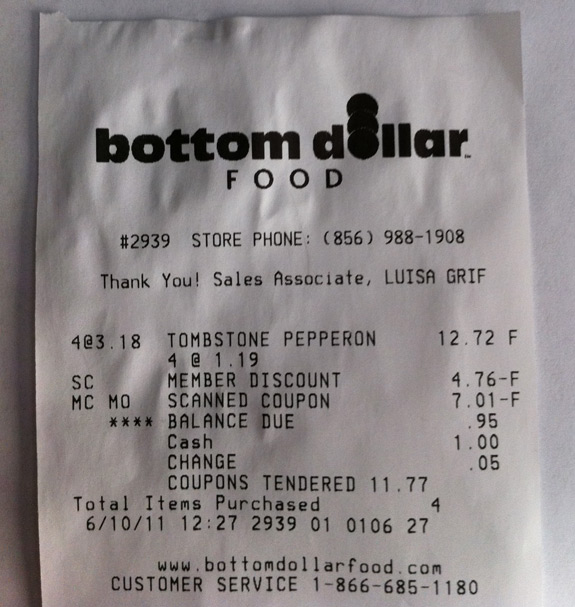 bottom dollar
FOOD
#2939 STORE PHONE: (856) 988-1908
Thank You! Sales Associate, LUISA GRIF
4@3.18 TOMBSTONE PEPPERON 12.72 F
4 @ 1.19
SC MEMBER DISCOUNT 4.76-F
MC MO SCANNED COUPON 7.01-F
**** BALANCE DUE .95
Cash 1.00
CHANGE .05
COUPONS TENDERED 11.77
Total Items Purchased 4
6/10/11 12:27 2939 01 0106 27
www.bottomdollarfood.com
CUSTOMER SERVICE 1-866-685-1180